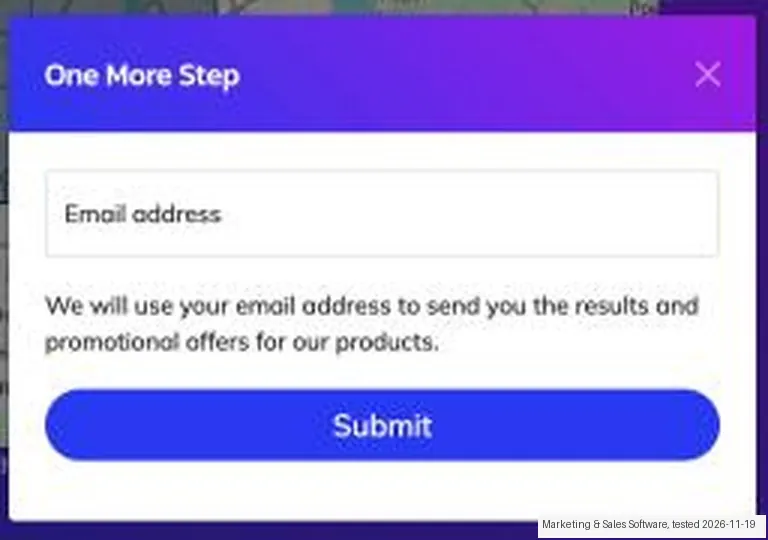 One More Step
Email address
We will use your email address to send you the results and
promotional offers for our products.
Submit
Marketing & Sales Software, tested 2026-11-19